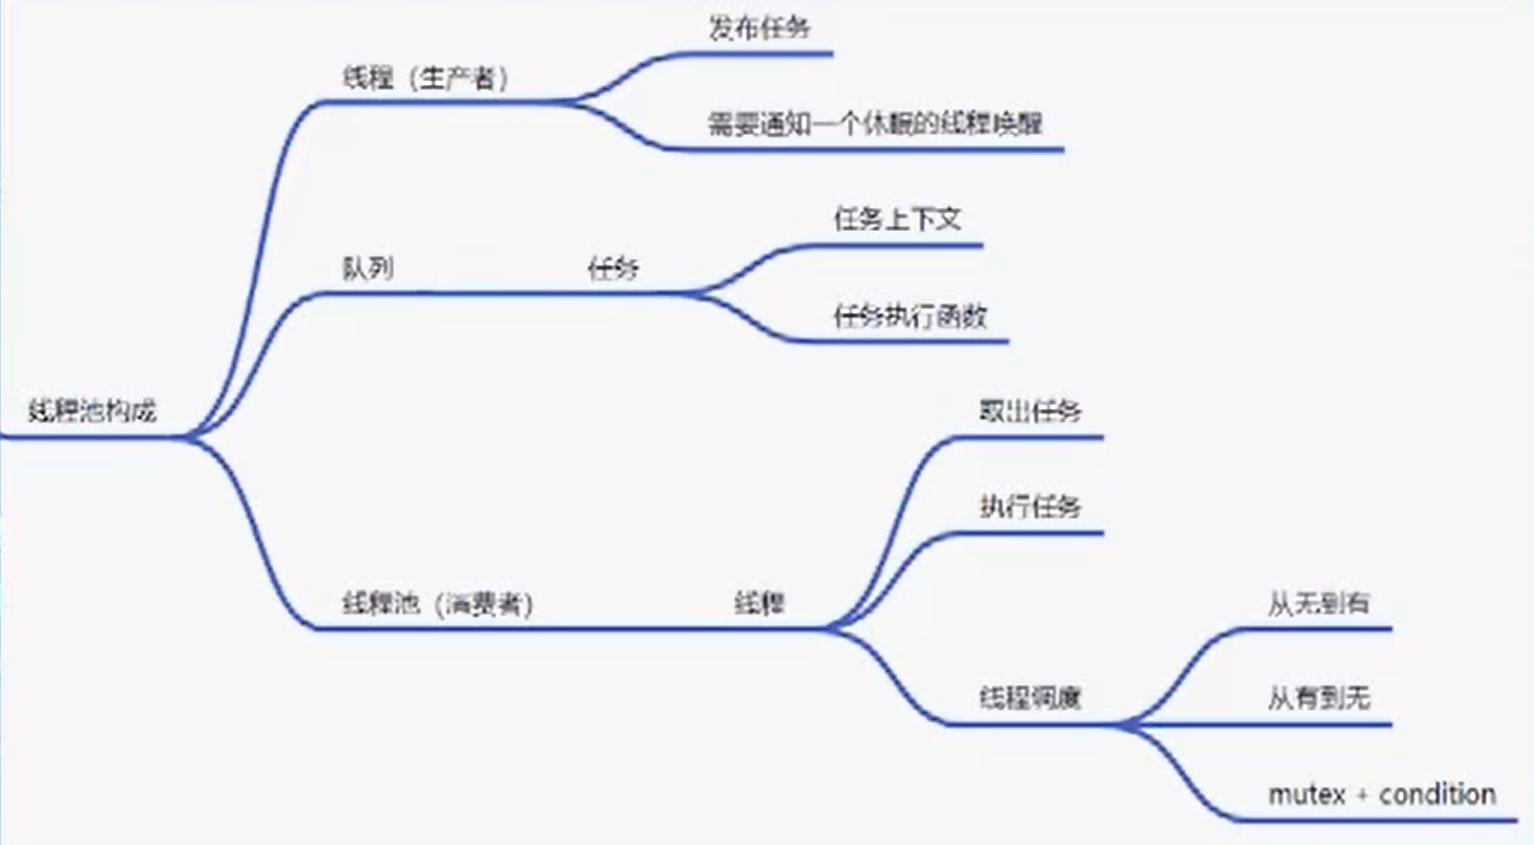 发布任务
线程（生产者）
需要通知一个休眠的线程唤醒
任务上下文
队列
任务
任务执行函数
线程池构成
取出任务
执行任务
线程池（消费者）
线程
从无到有
线程调度
从有到无
mutex + condition